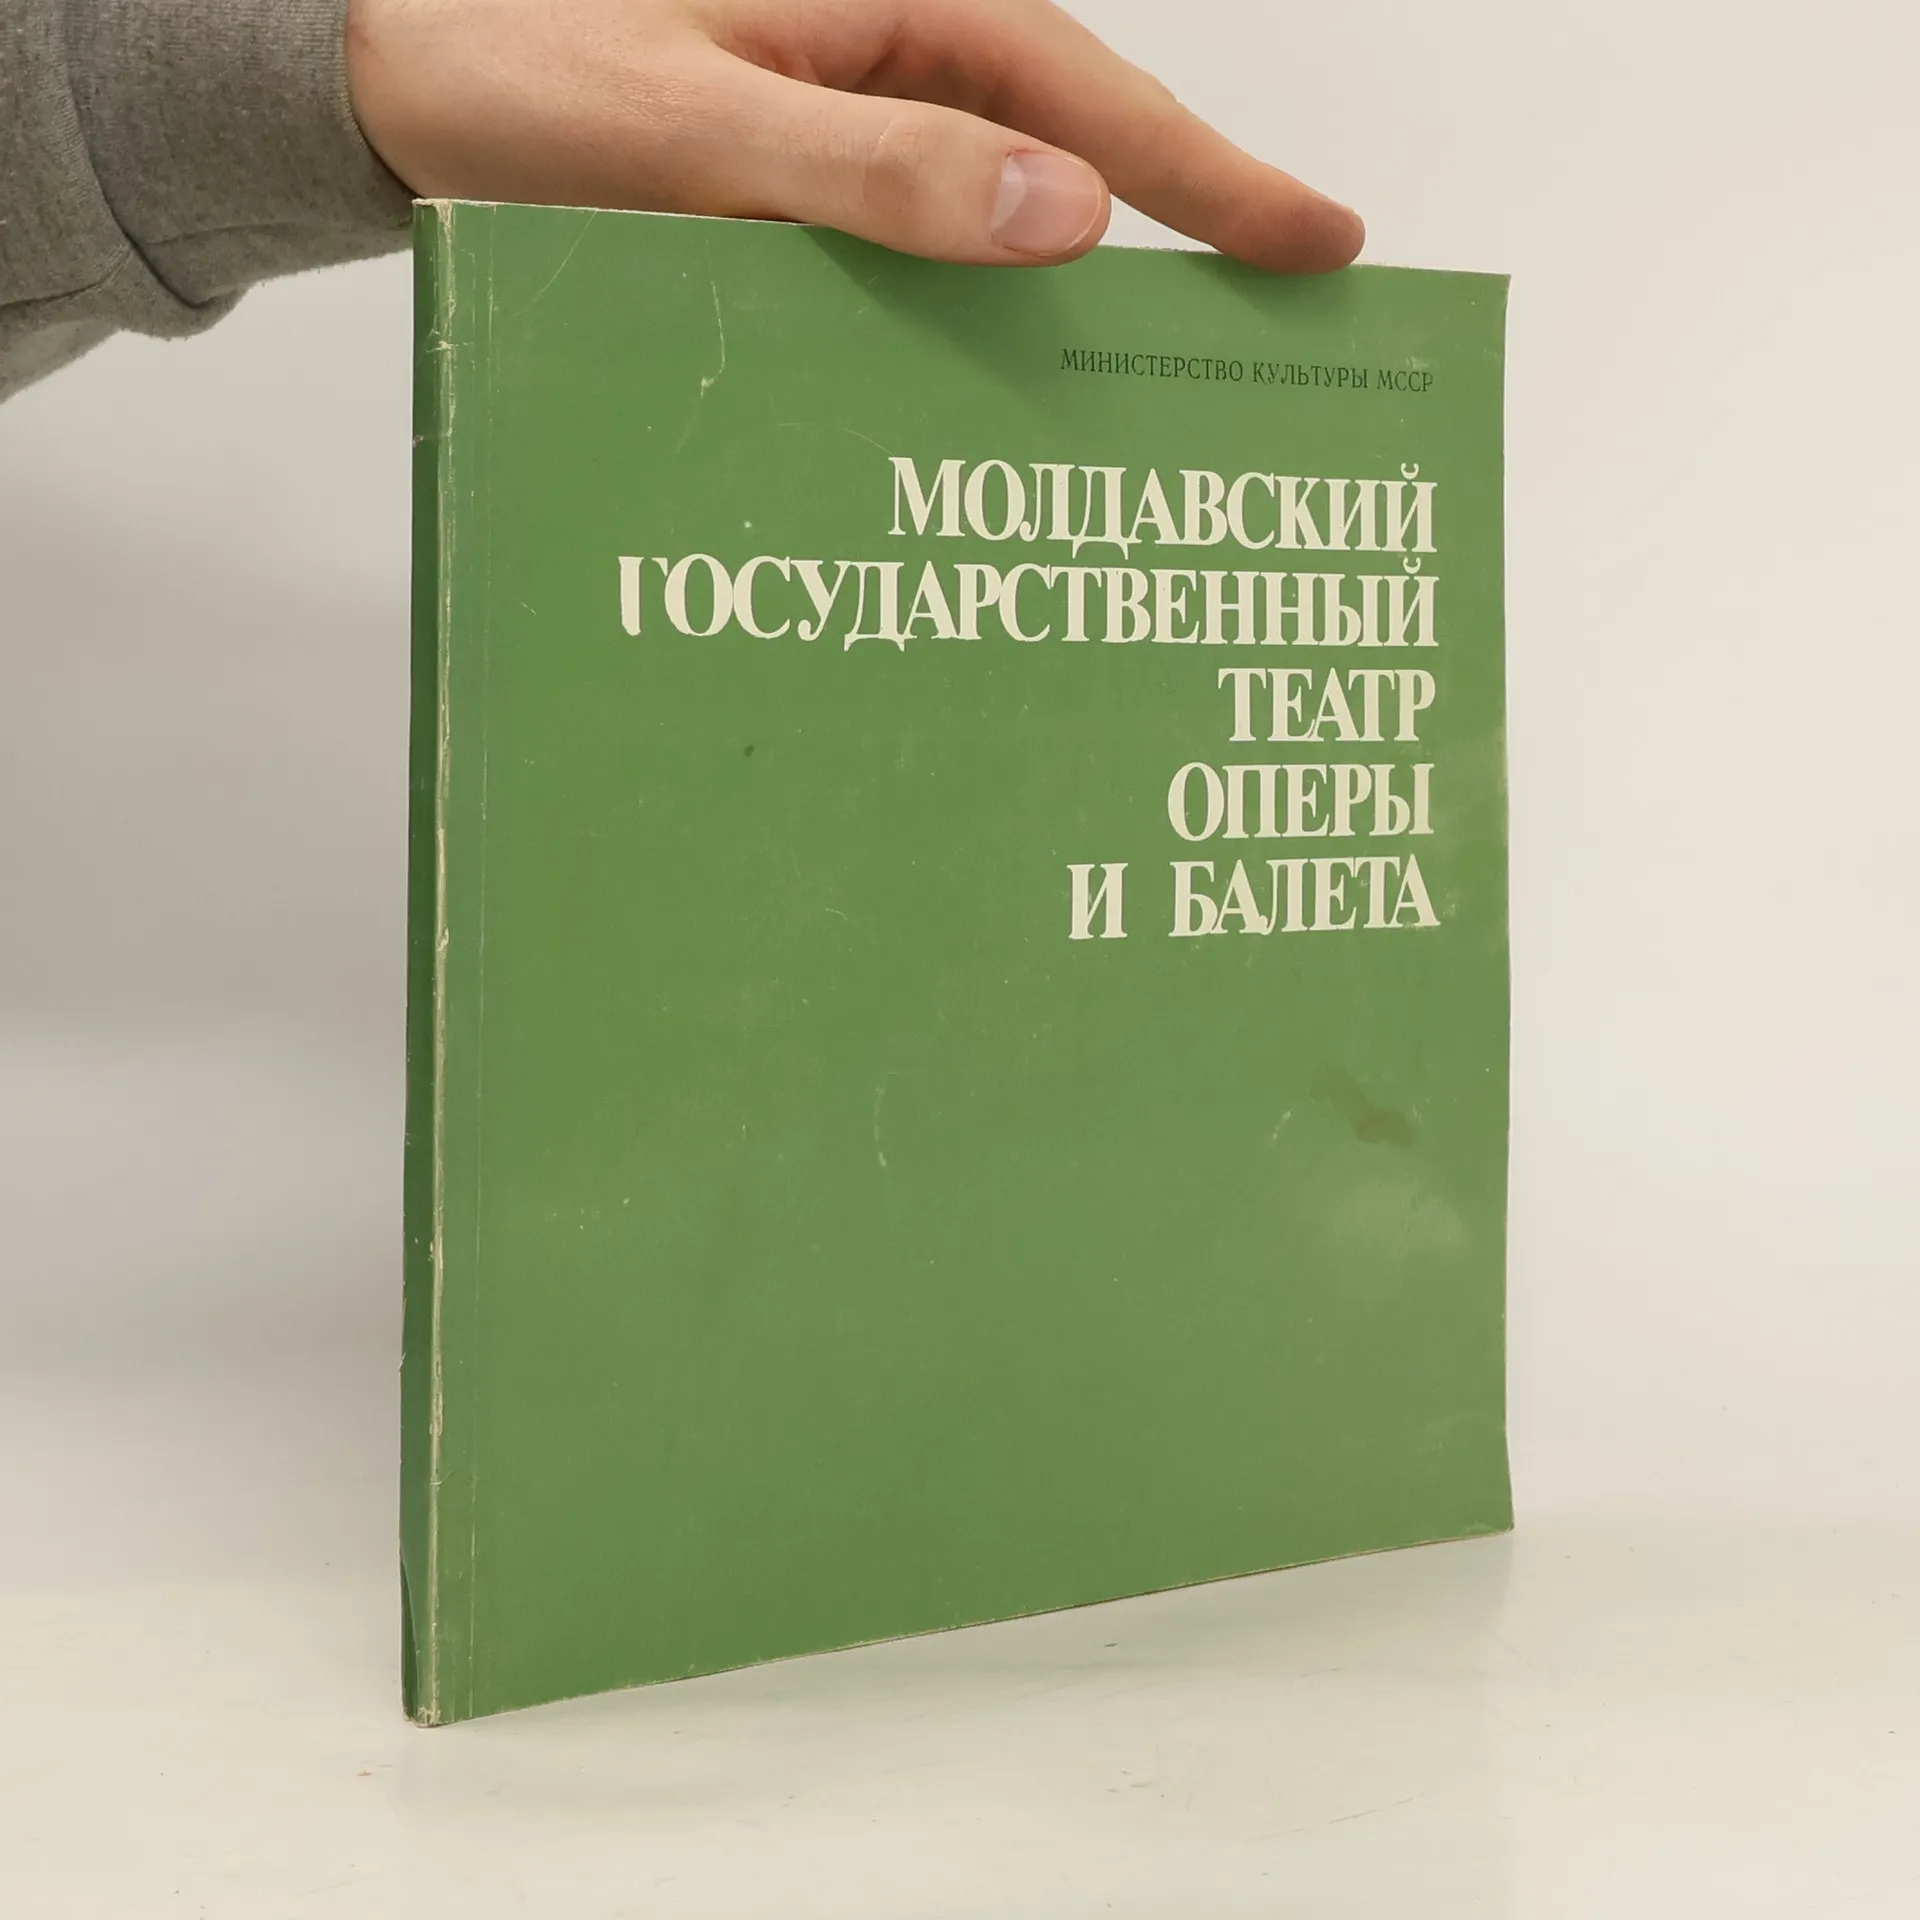 МИНИСТЕРСТВО КУЛЬТУРЫ МССР
МОЛДАВСКИЙ
ГОСУДАРСТВЕННЫЙ
ТЕАТР
ОПЕРЫ
И БАЛЕТА